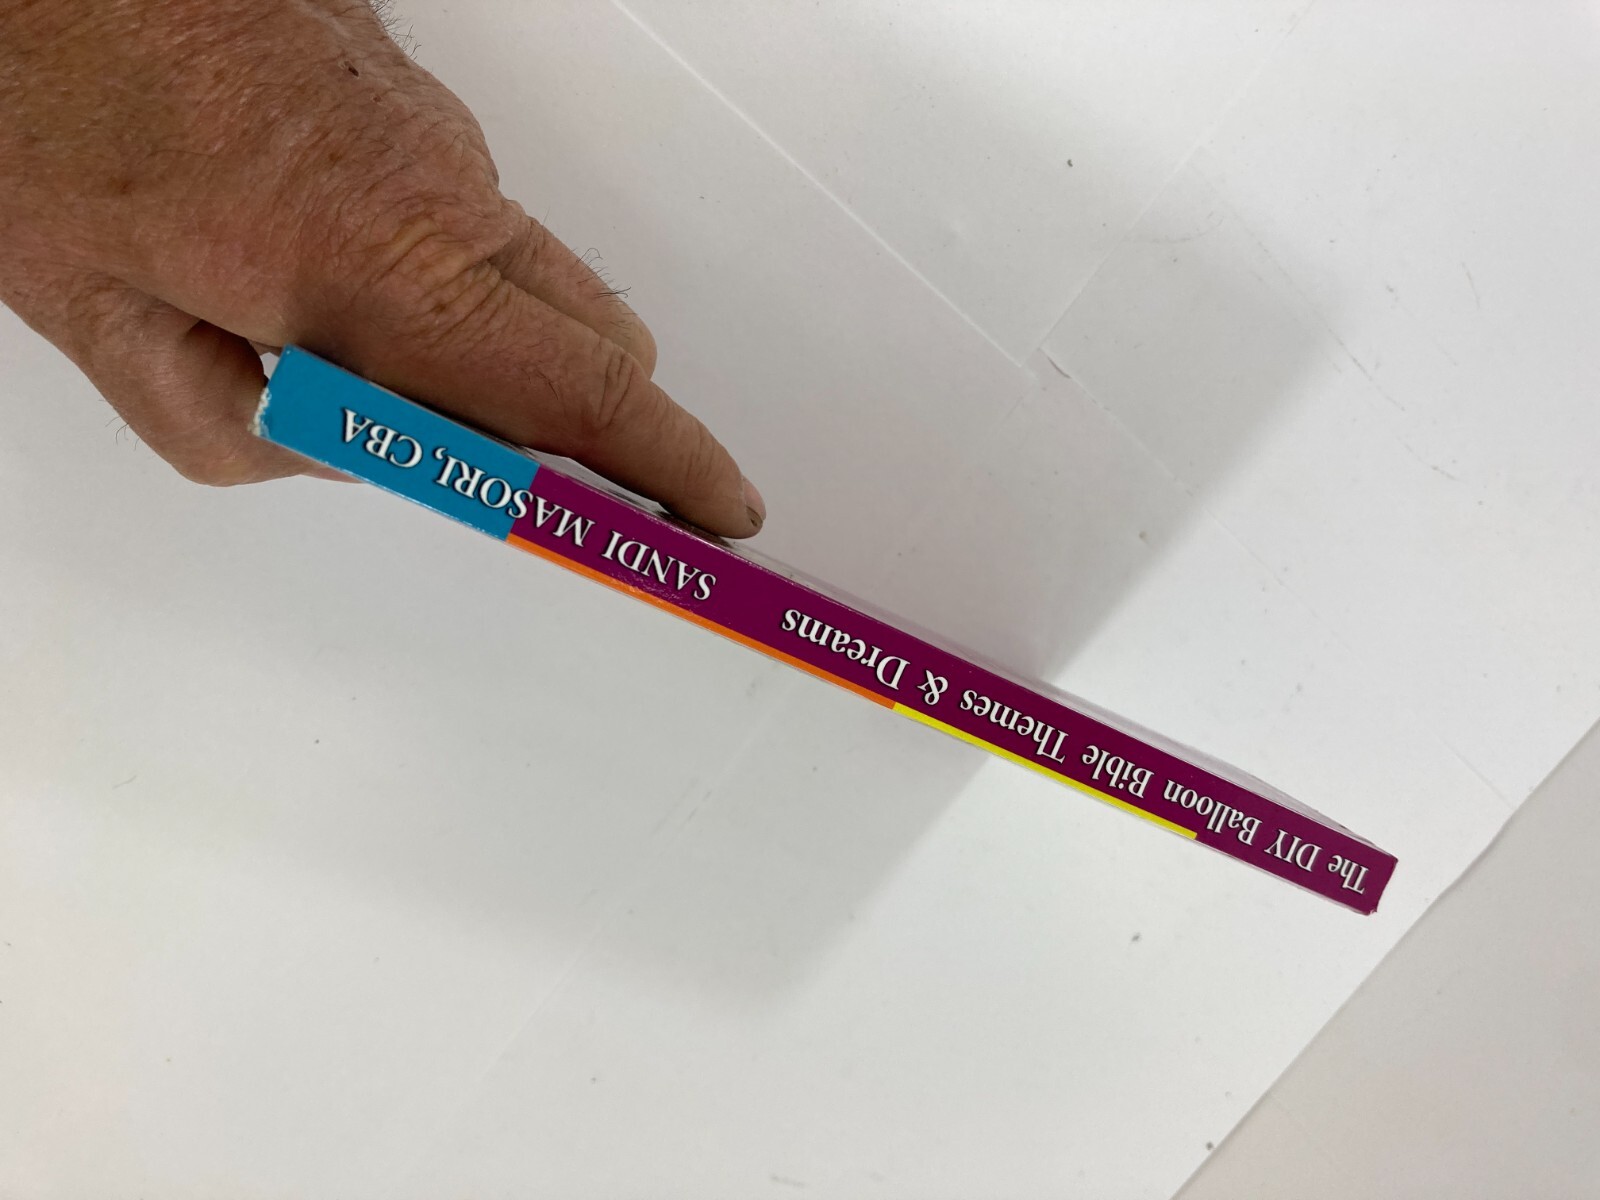 The DIY Balloon Bible Themes & Dreams SANDI MASORI, CBA